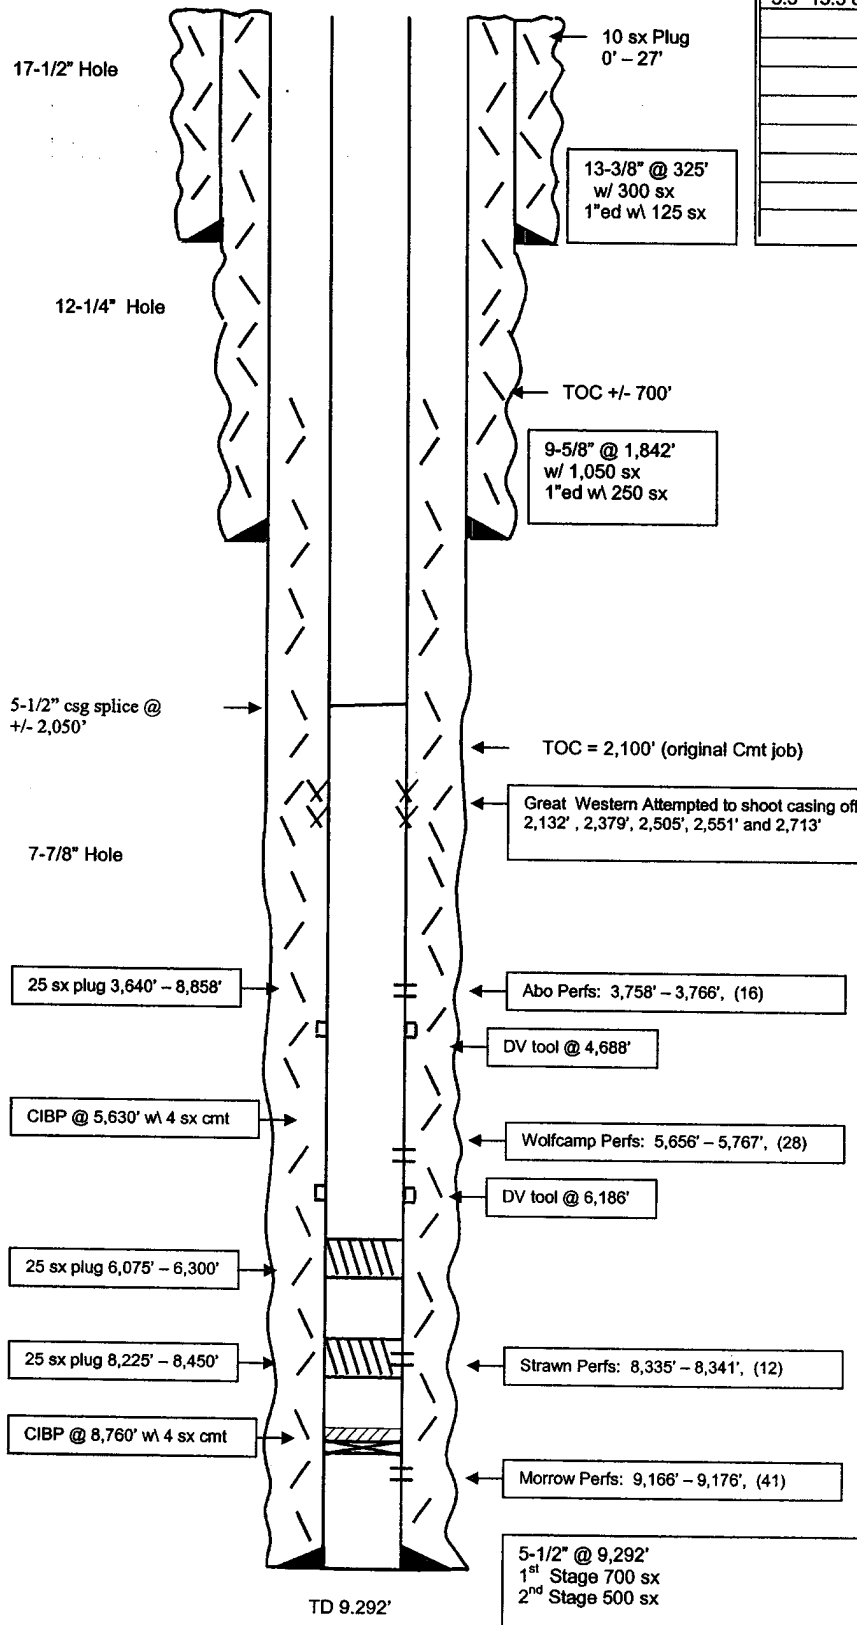 10 sx Plug
0' – 27'
17-1/2" Hole
13-3/8" @ 325'
w/ 300 sx
1"ed w\ 125 sx
12-1/4" Hole
TOC +/- 700'
9-5/8" @ 1,842'
w/ 1,050 sx
1"ed w\ 250 sx
5-1/2" csg splice @
+/- 2,050'
TOC = 2,100' (original Cmt job)
Great Western Attempted to shoot casing off
2,132' , 2,379', 2,505', 2,551' and 2,713'
7-7/8" Hole
25 sx plug 3,640' – 8,858'
Abo Perfs: 3,758' – 3,766', (16)
DV tool @ 4,688'
CIBP @ 5,630' w\ 4 sx cmt
Wolfcamp Perfs: 5,656' – 5,767', (28)
DV tool @ 6,186'
25 sx plug 6,075' – 6,300'
25 sx plug 8,225' – 8,450'
Strawn Perfs: 8,335' – 8,341', (12)
CIBP @ 8,760' w\ 4 sx cmt
Morrow Perfs: 9,166' – 9,176', (41)
5-1/2" @ 9,292'
1st Stage 700 sx
2nd Stage 500 sx
TD 9.292'